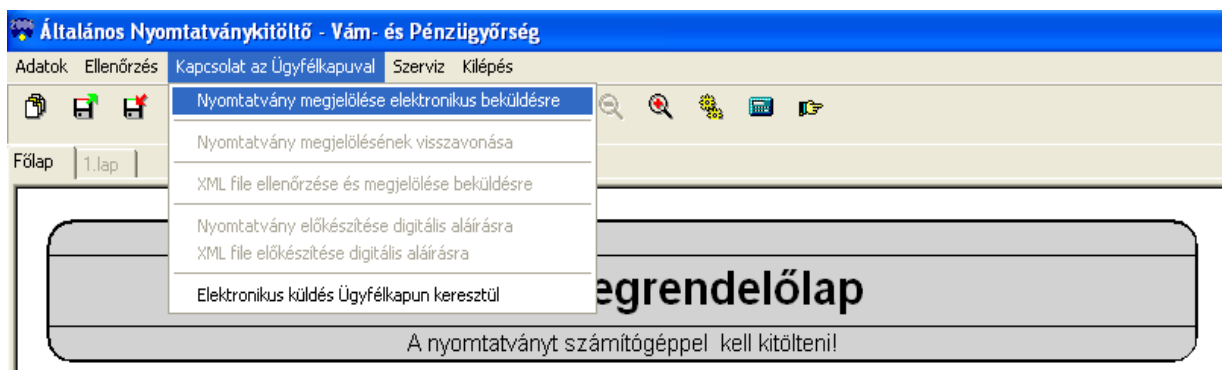 2006 Általános Nyomtatványkitöltő - Vám- és Pénzügyőrség
Adatok Ellenőrzés Kapcsolat az Ügyfélkapuval Szerviz Kilépés
Nyomtatvány megjelölése elektronikus beküldésre
Nyomtatvány megjelölésének visszavonása
Főlap 1.lap
XML file ellenőrzése és megjelölése beküldésre
Nyomtatvány előkészítése digitális aláírásra
XML file előkészítése digitális aláírásra
Elektronikus küldés Ügyfélkapun keresztül
egrendelőlap
A nyomtatványt számítógéppel kell kitölteni!